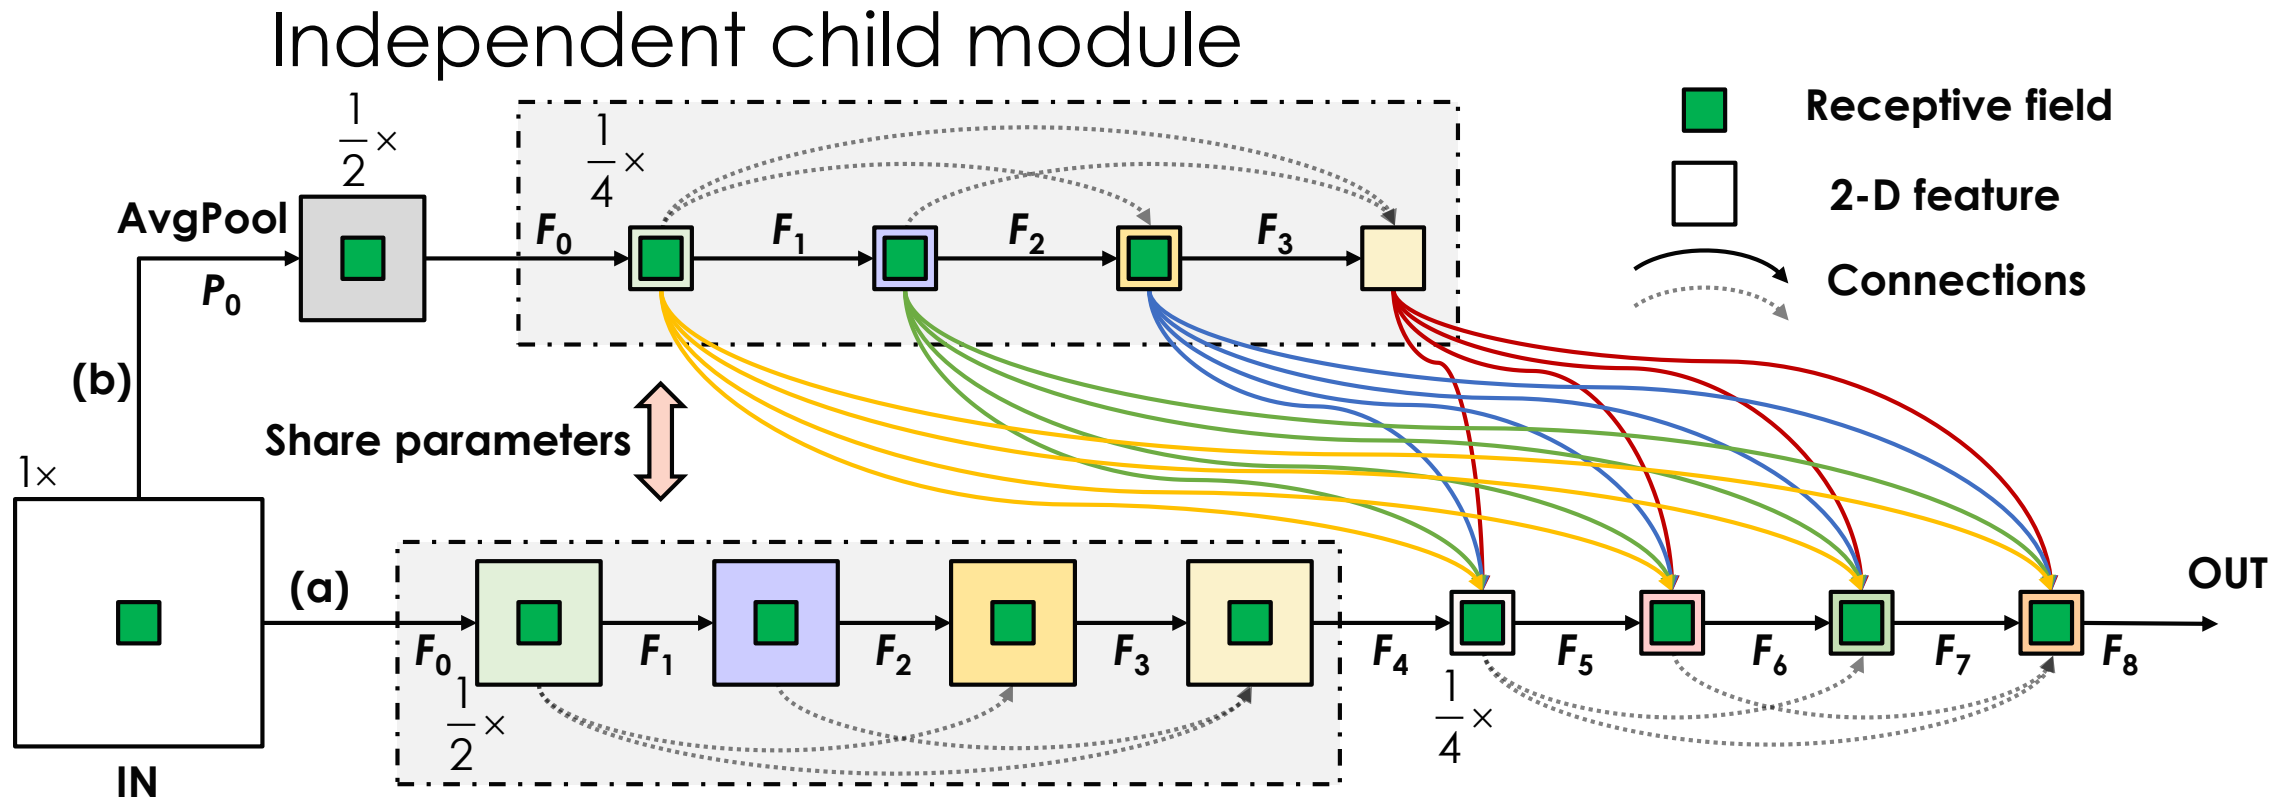 Independent child module
1/2 ×
1/4 ×
Receptive field
2-D feature
Connections
AvgPool
P0
F0
F1
F2
F3
(b)
Share parameters
1×
(a)
F0
F1
F2
F3
F4
F5
F6
F7
F8
OUT
1/2 ×
1/4 ×
IN